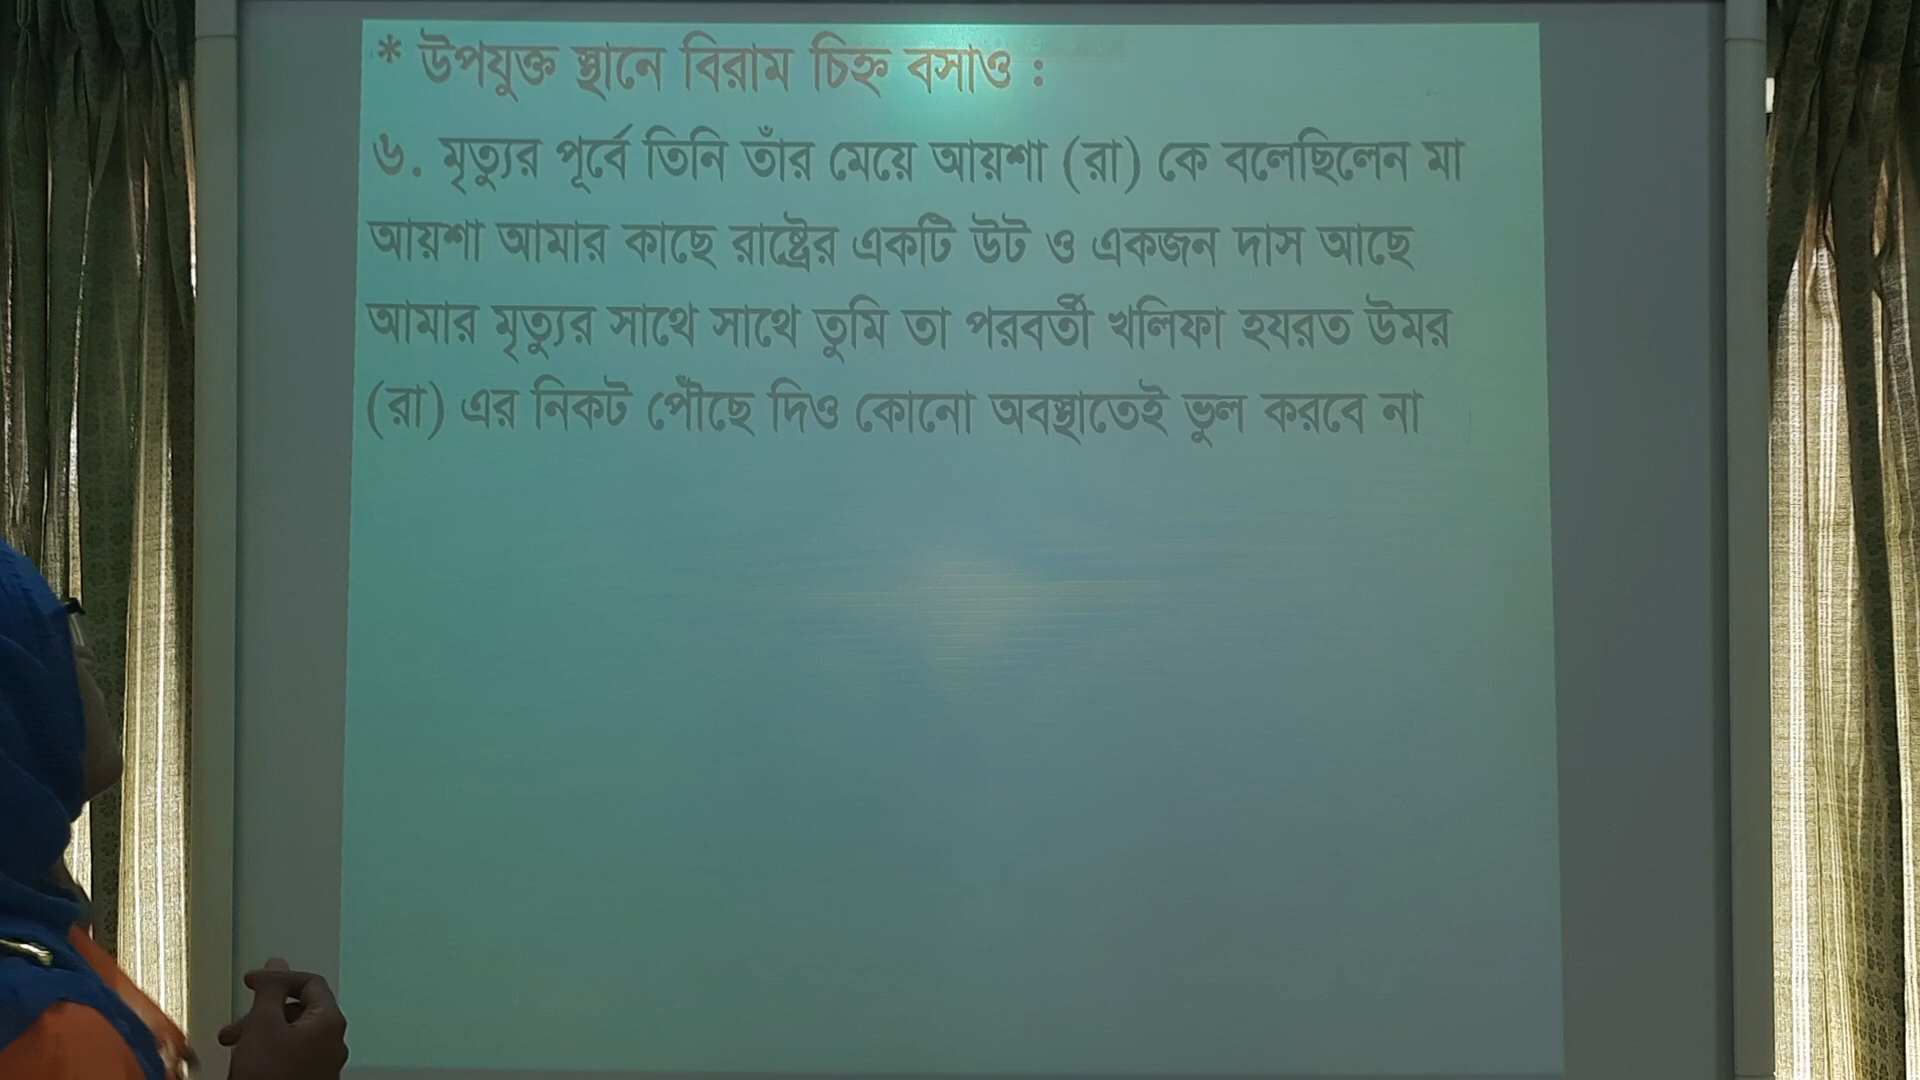 * উপযুক্ত স্থানে বিরাম চিহ্ন বসাও :
৬. মৃত্যুর পূর্বে তিনি তাঁর মেয়ে আয়শা (রা) কে বলেছিলেন মা
আয়শা আমার কাছে রাষ্ট্রের একটি উট ও একজন দাস আছে
আমার মৃত্যুর সাথে সাথে তুমি তা পরবর্তী খলিফা হযরত উমর
(রা) এর নিকট পৌঁছে দিও কোনো অবস্থাতেই ভুল করবে না